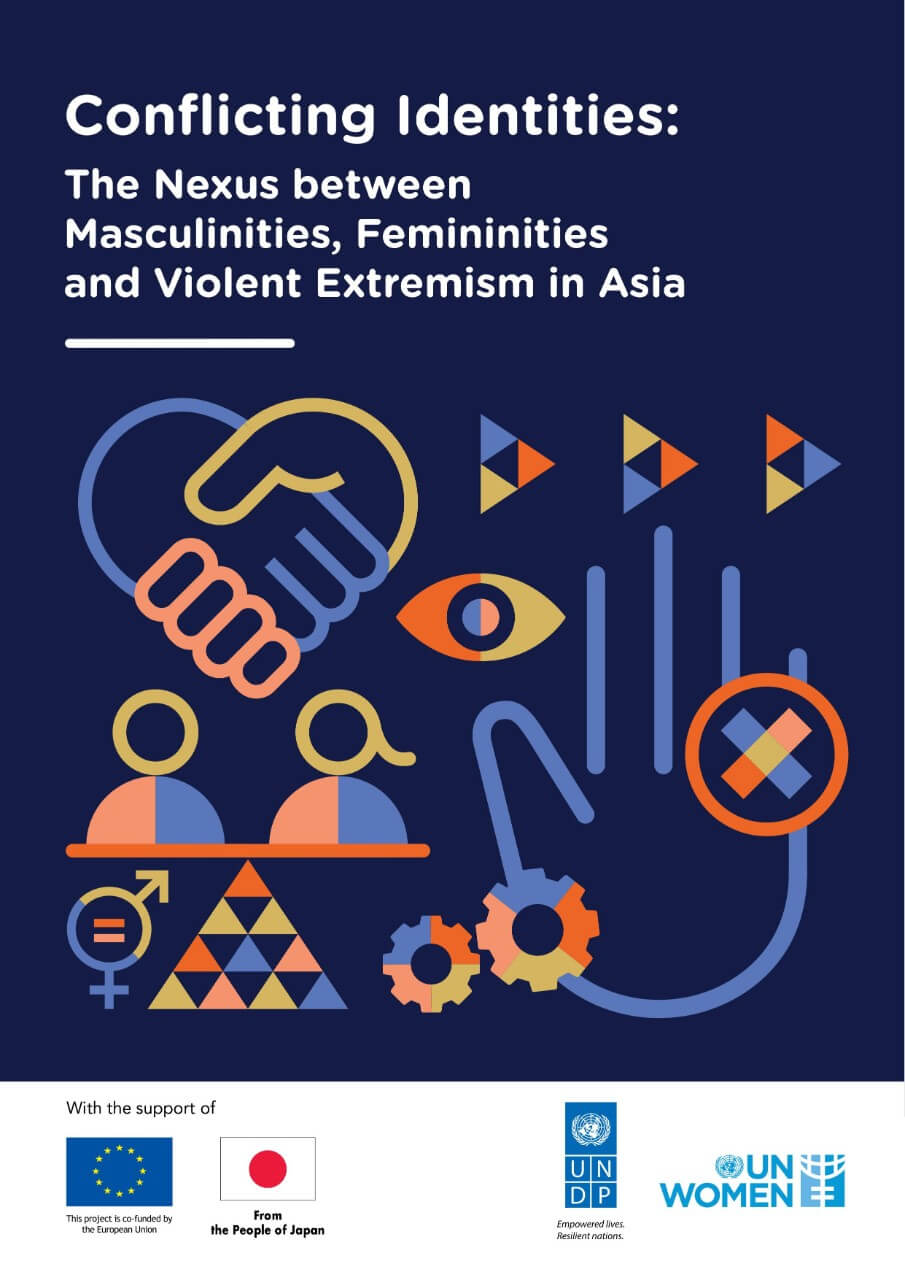 Conflicting Identities:
The Nexus between
Masculinities, Femininities
and Violent Extremism in Asia
With the support of
This project is co-funded by
the European Union
From
the People of Japan
U N
D P
Empowered lives.
Resilient nations.
UN
WOMEN